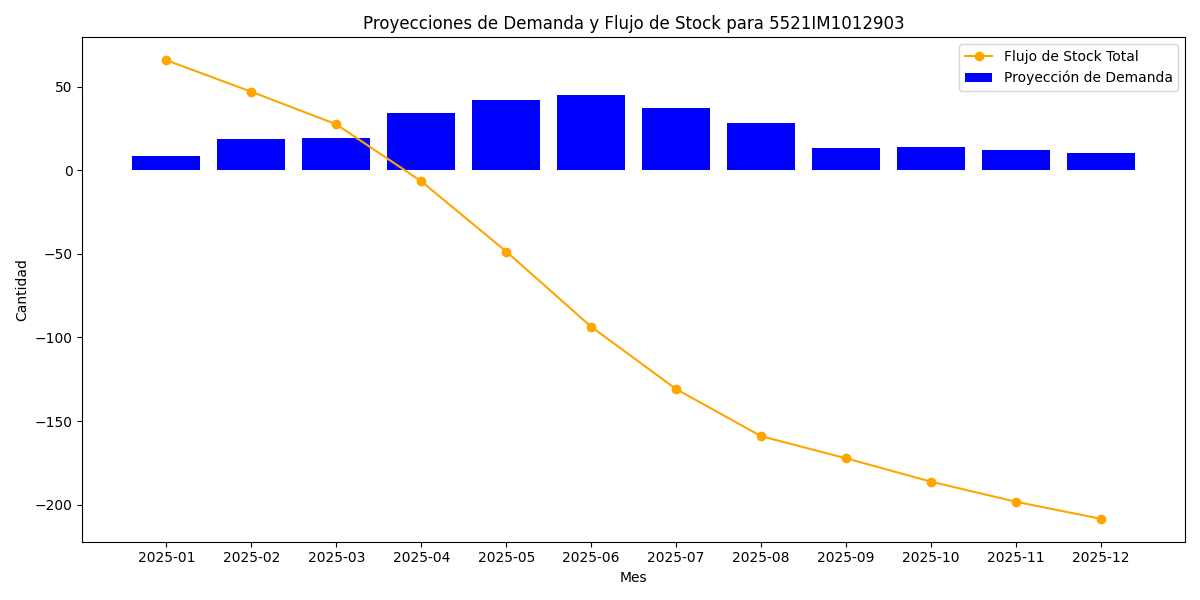 Proyecciones de Demanda y Flujo de Stock para 5521IM1012903
Flujo de Stock Total
Proyección de Demanda
Cantidad
50
0
−50
−100
−150
−200
2025-01 2025-02 2025-03 2025-04 2025-05 2025-06 2025-07 2025-08 2025-09 2025-10 2025-11 2025-12
Mes